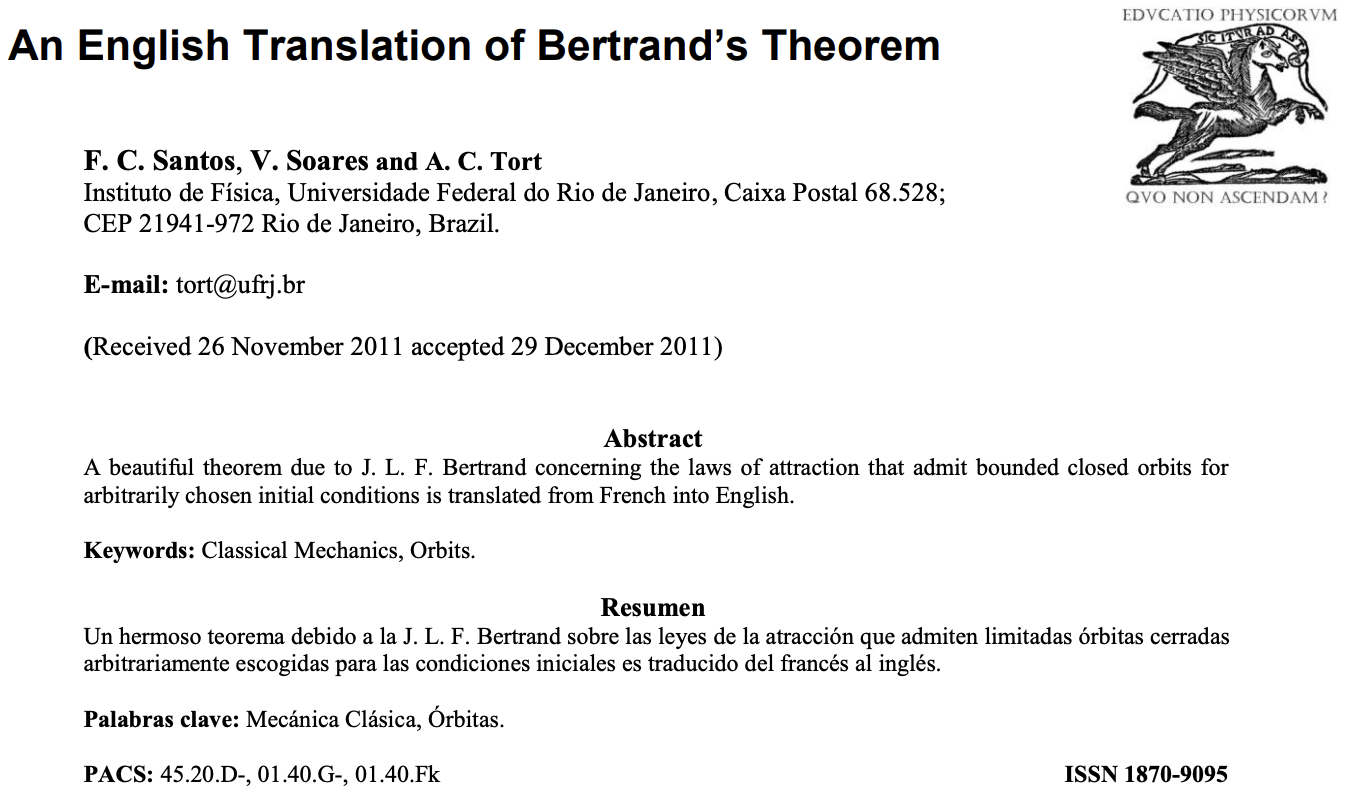 An English Translation of Bertrand’s Theorem
EDVCATIO PHYSICORVM
SIC ITVR AD
QVO NON ASCENDAM?
F. C. Santos, V. Soares and A. C. Tort
Instituto de Física, Universidade Federal do Rio de Janeiro, Caixa Postal 68.528;
CEP 21941-972 Rio de Janeiro, Brazil.
E-mail: tort@ufrj.br
(Received 26 November 2011 accepted 29 December 2011)
Abstract
A beautiful theorem due to J. L. F. Bertrand concerning the laws of attraction that admit bounded closed orbits for
arbitrarily chosen initial conditions is translated from French into English.
Keywords: Classical Mechanics, Orbits.
Resumen
Un hermoso teorema debido a la J. L. F. Bertrand sobre las leyes de la atracción que admiten limitadas órbitas cerradas
arbitrariamente escogidas para las condiciones iniciales es traducido del francés al inglés.
Palabras clave: Mecánica Clásica, Órbitas.
PACS: 45.20.D-, 01.40.G-, 01.40.Fk ISSN 1870-9095